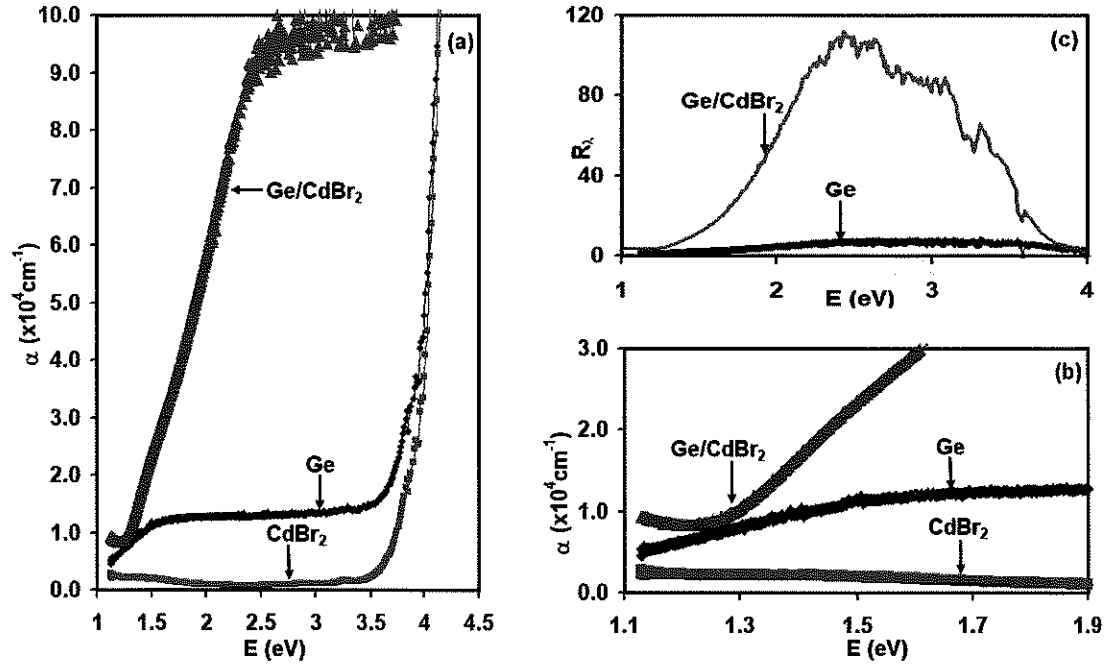 10.0
9.0
8.0
7.0
6.0
5.0
4.0
3.0
2.0
1.0
0.0
α (x10⁴cm⁻¹)
(a)
Ge/CdBr₂
Ge
CdBr₂
1 1.5 2 2.5 3 3.5 4 4.5
E (eV)
120
80
40
0
R_λ
(c)
Ge/CdBr₂
Ge
1 2 3 4
E (eV)
3.0
2.0
1.0
0.0
α (x10⁴cm⁻¹)
(b)
Ge/CdBr₂
Ge
CdBr₂
1.1 1.3 1.5 1.7 1.9
E (eV)